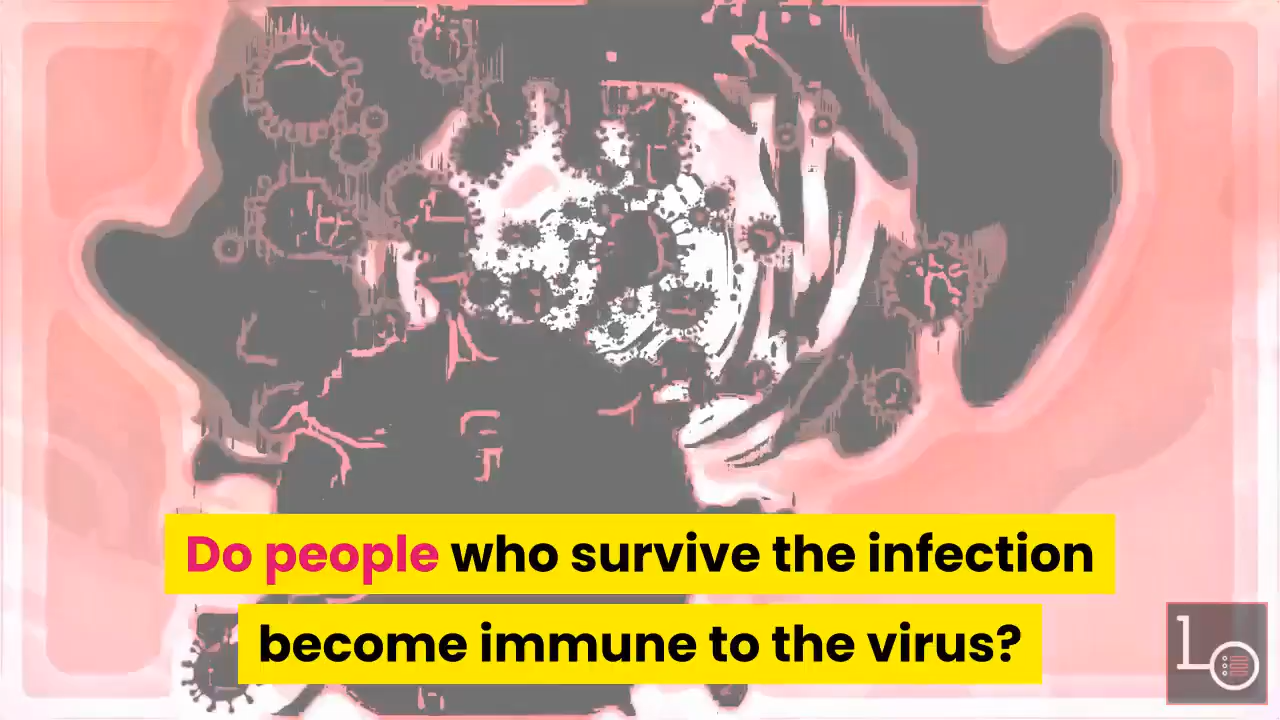 Do people who survive the infection
become immune to the virus?